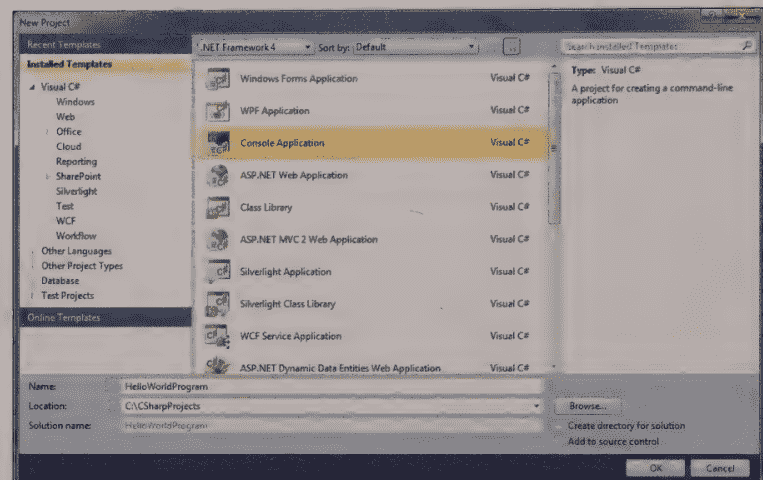 New Project
Recent Templates
.NET Framework 4 Sort by: Default
Search Installed Templates
Installed Templates
Visual C#
Windows
Web
Office
Cloud
Reporting
SharePoint
Silverlight
Test
WCF
Workflow
Other Languages
Other Project Types
Database
Test Projects
Online Templates
Windows Forms Application Visual C#
WPF Application Visual C#
Console Application Visual C#
ASP.NET Web Application Visual C#
Class Library Visual C#
ASP.NET MVC 2 Web Application Visual C#
Silverlight Application Visual C#
Silverlight Class Library Visual C#
WCF Service Application Visual C#
ASP.NET Dynamic Data Entities Web Application Visual C#
Type: Visual C#
A project for creating a command-line
application
Name: HelloWorldProgram
Location: C:\CSharpProjects
Browse...
Solution name: HelloWorldProgram
Create directory for solution
Add to source control
OK Cancel